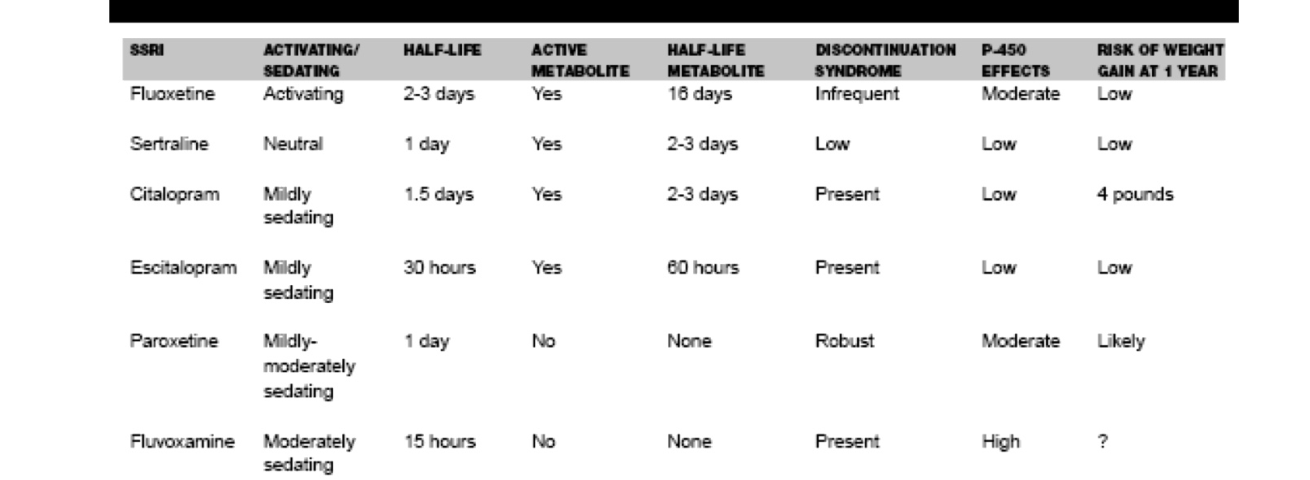 SSRI ACTIVATING/ HALF-LIFE ACTIVE HALF-LIFE DISCONTINUATION P-450 RISK OF WEIGHT
SEDATING METABOLITE METABOLITE SYNDROME EFFECTS GAIN AT 1 YEAR
Fluoxetine Activating 2-3 days Yes 16 days Infrequent Moderate Low
Sertraline Neutral 1 day Yes 2-3 days Low Low Low
Citalopram Mildly 1.5 days Yes 2-3 days Present Low 4 pounds
sedating
Escitalopram Mildly 30 hours Yes 60 hours Present Low Low
sedating
Paroxetine Mildly- 1 day No None Robust Moderate Likely
moderately
sedating
Fluvoxamine Moderately 15 hours No None Present High ?
sedating